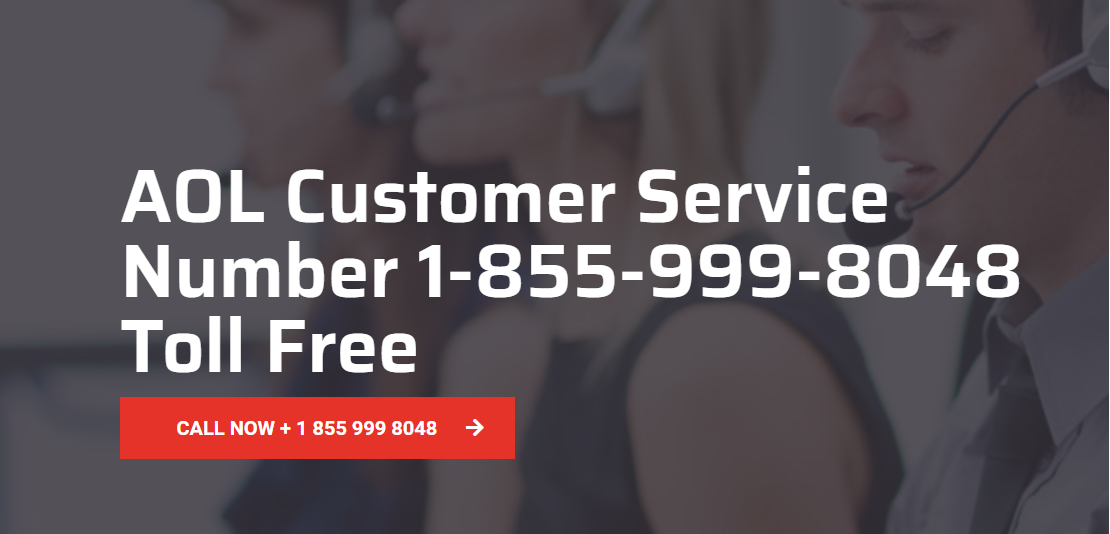 AOL Customer Service
Number 1-855-999-8048
Toll Free
CALL NOW + 1 855 999 8048